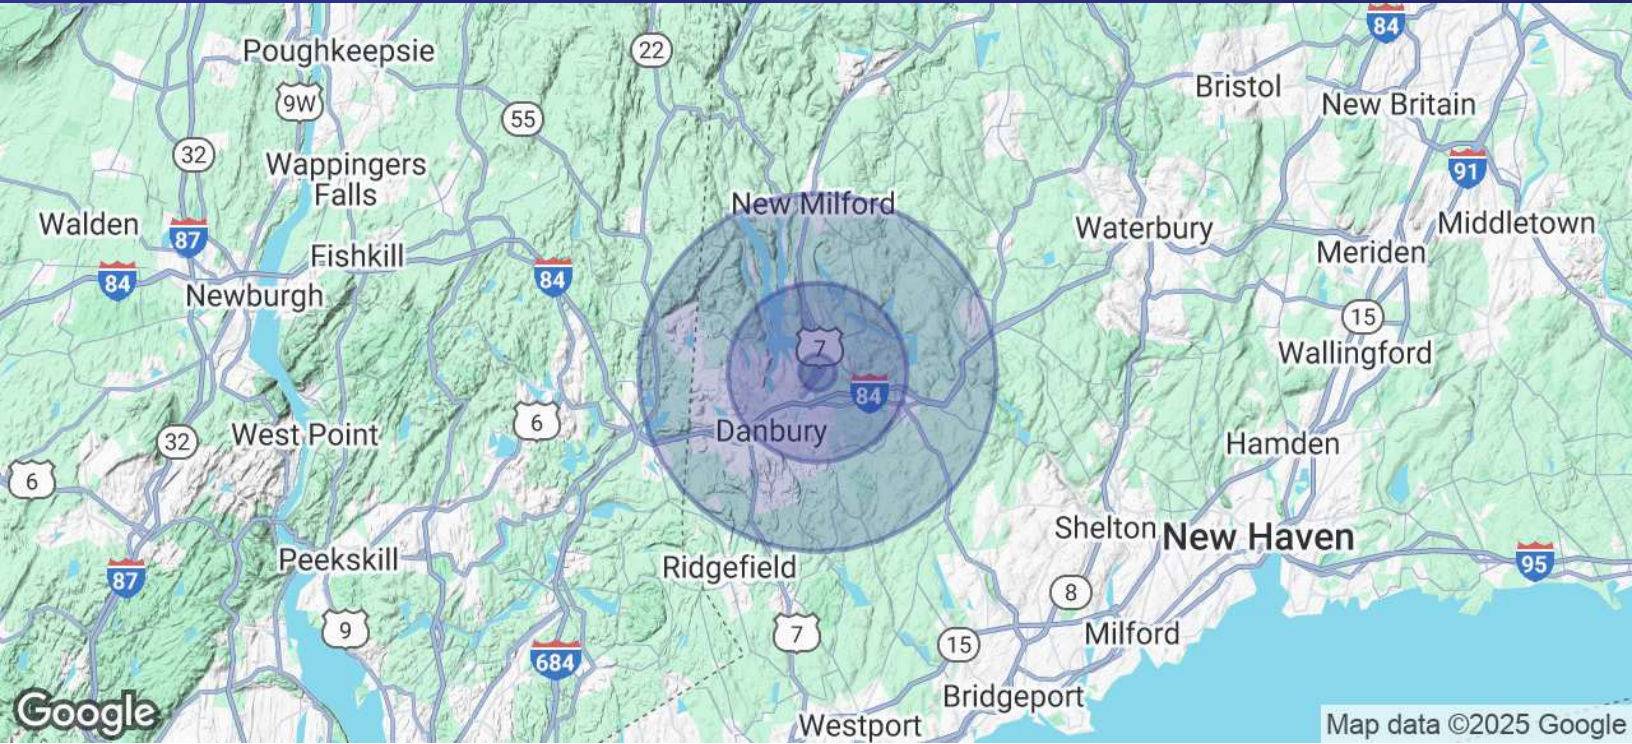 84
Poughkeepsie
22
Bristol
9W
New Britain
55
32
Wappingers
Falls
91
New Milford
Walden
Waterbury
Middletown
87
Fishkill
Meriden
84
84
Newburgh
15
7
Wallingford
84
6
32
West Point
Danbury
Hamden
6
Shelton
New Haven
Peekskill
Ridgefield
95
87
8
9
7
15
Milford
684
Bridgeport
Google
Westport
Map data ©2025 Google